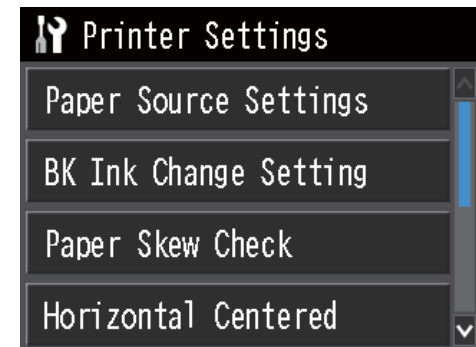 Printer Settings
Paper Source Settings
BK Ink Change Setting
Paper Skew Check
Horizontal Centered